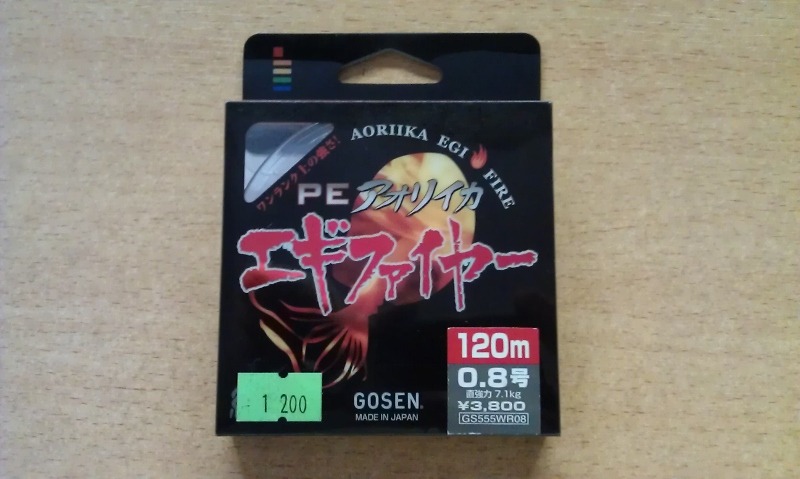 AORIIKA EGI FIRE
ワンランク上の強さ!
PE アオリイカ
エギファイヤー
120m
0.8号
直強力 7.1kg
¥3,800
GS555WR08
1 200
GOSEN
MADE IN JAPAN